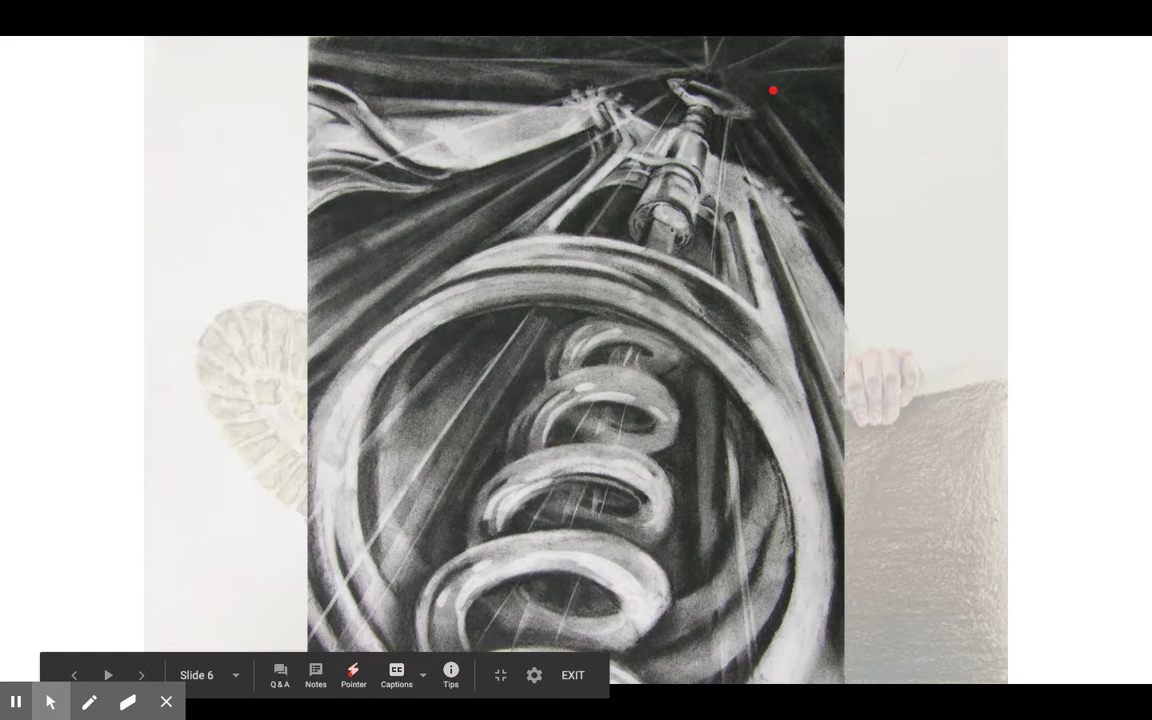 Slide 6
Q & A
Notes
Pointer
Captions
Tips
EXIT